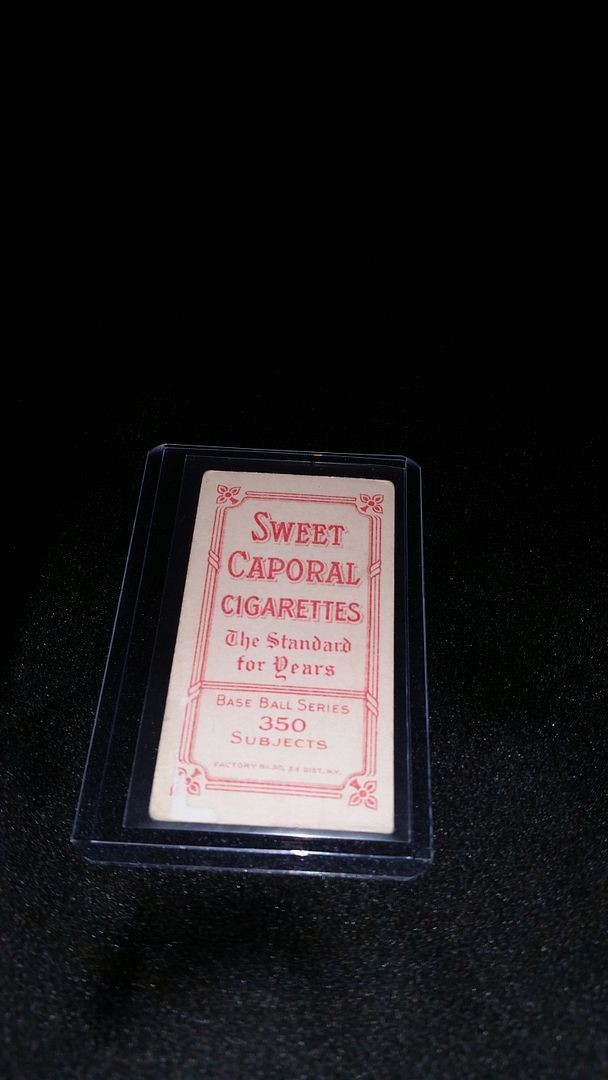 SWEET
CAPORAL
CIGARETTES
The Standard
for Years
BASE BALL SERIES
350
SUBJECTS
FACTORY No. 30, 2d DIST. N.Y.